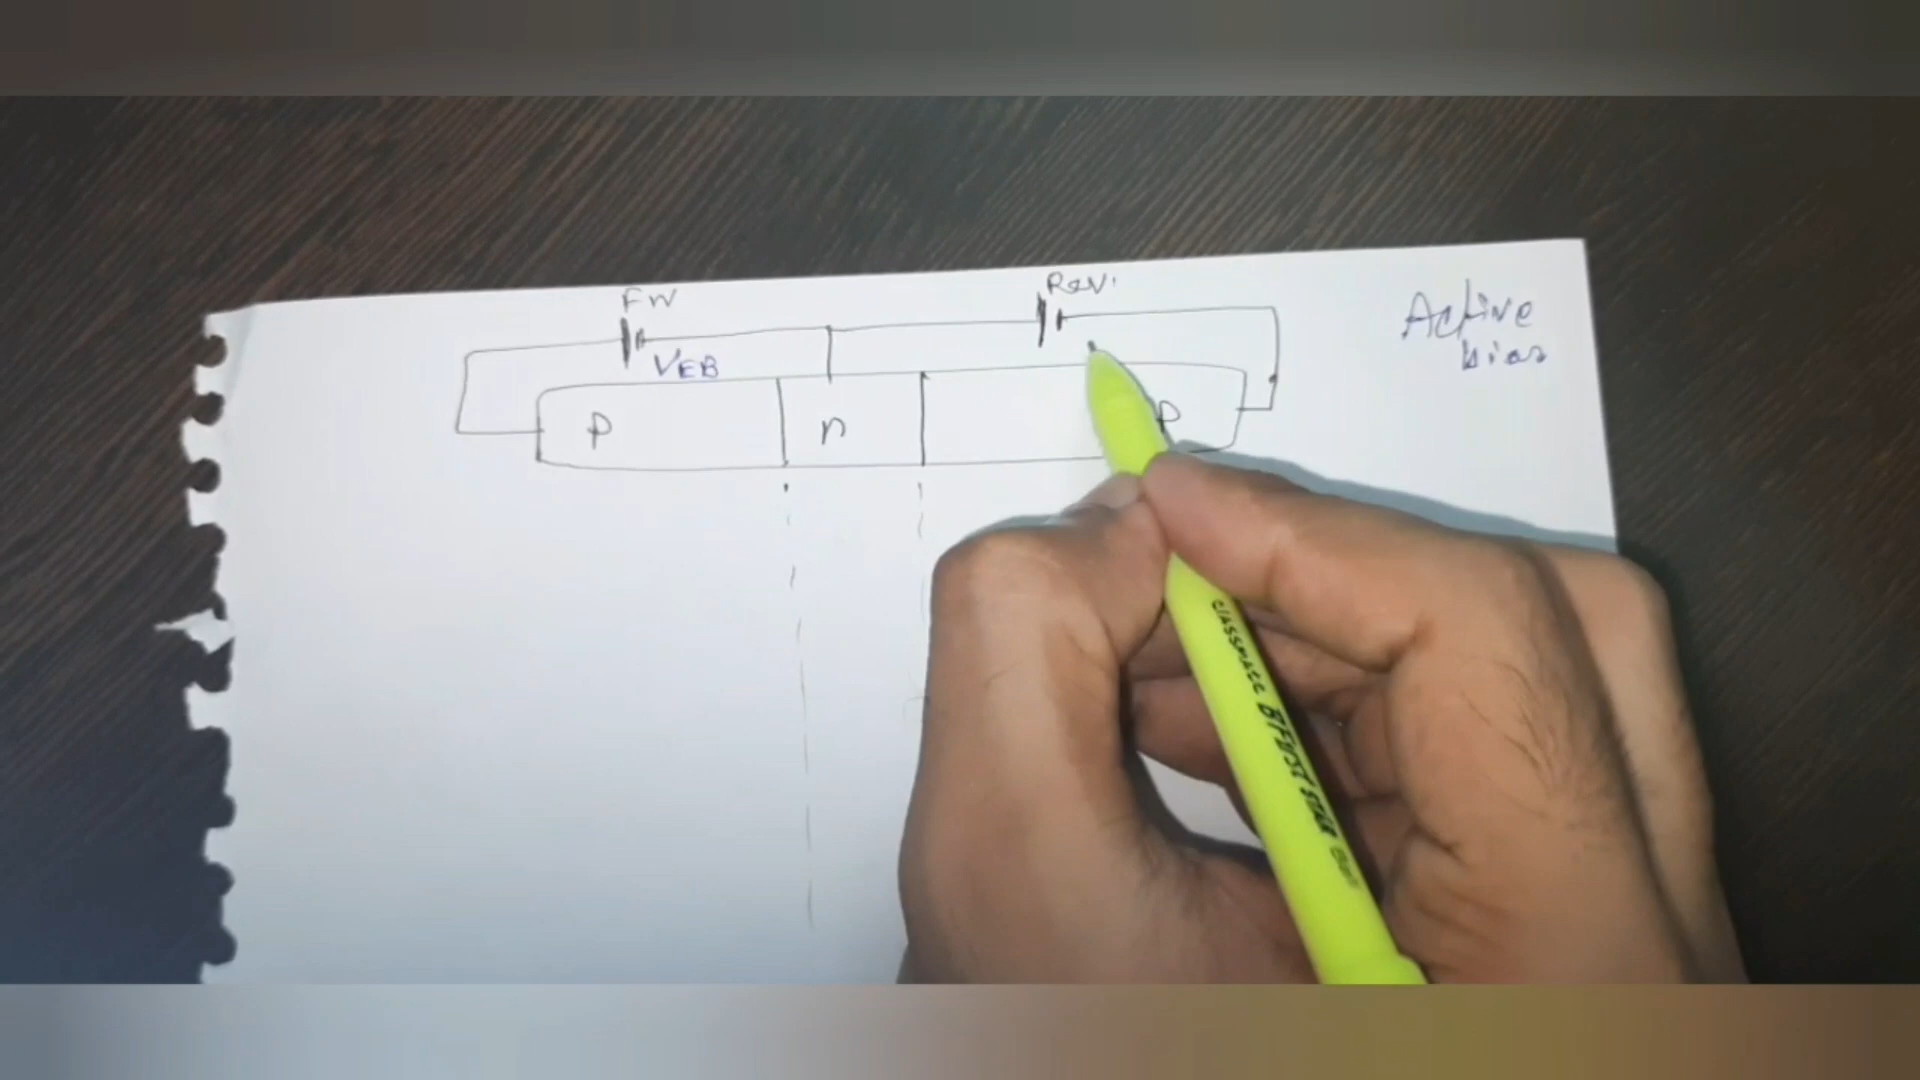 FW
Rev.
Active
bias
VEB
P
n
P
classmate